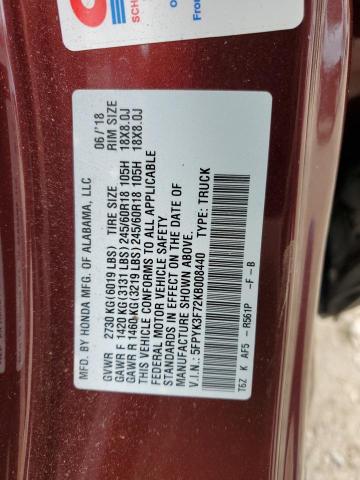 MFD. BY HONDA MFG. OF ALABAMA, LLC 06/'18
GVWR 2730 KG(6019 LBS) TIRE SIZE RIM SIZE
GAWR F 1420 KG(3131 LBS) 245/60R18 105H 18X8.0J
GAWR R 1460 KG(3219 LBS) 245/60R18 105H 18X8.0J
THIS VEHICLE CONFORMS TO ALL APPLICABLE
FEDERAL MOTOR VEHICLE SAFETY
STANDARDS IN EFFECT ON THE DATE OF
MANUFACTURE SHOWN ABOVE.
V.I.N.: 5FPYK3F72KB008440 TYPE: TRUCK
T6Z K AF5 - R561P - F - B